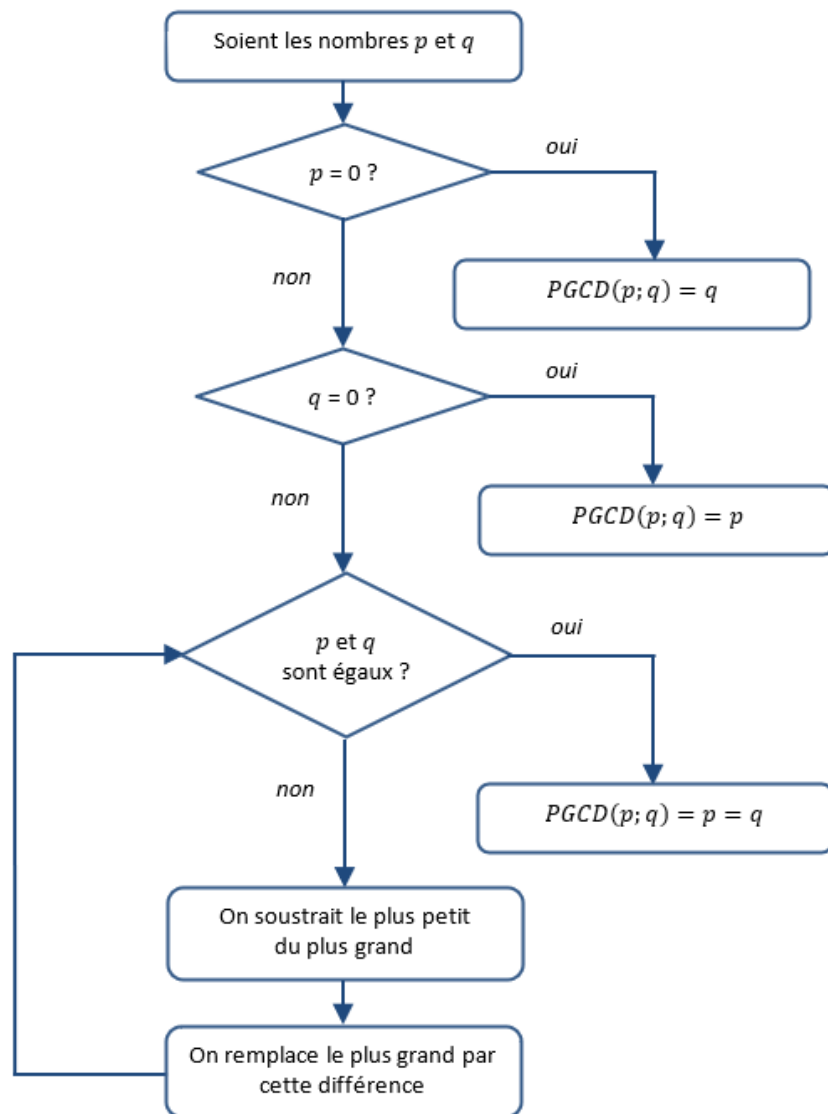 Soient les nombres p et q
p = 0 ?
oui
non
PGCD(p; q) = q
q = 0 ?
oui
non
PGCD(p; q) = p
p et q
sont égaux ?
oui
non
PGCD(p; q) = p = q
On soustrait le plus petit
du plus grand
On remplace le plus grand par
cette différence